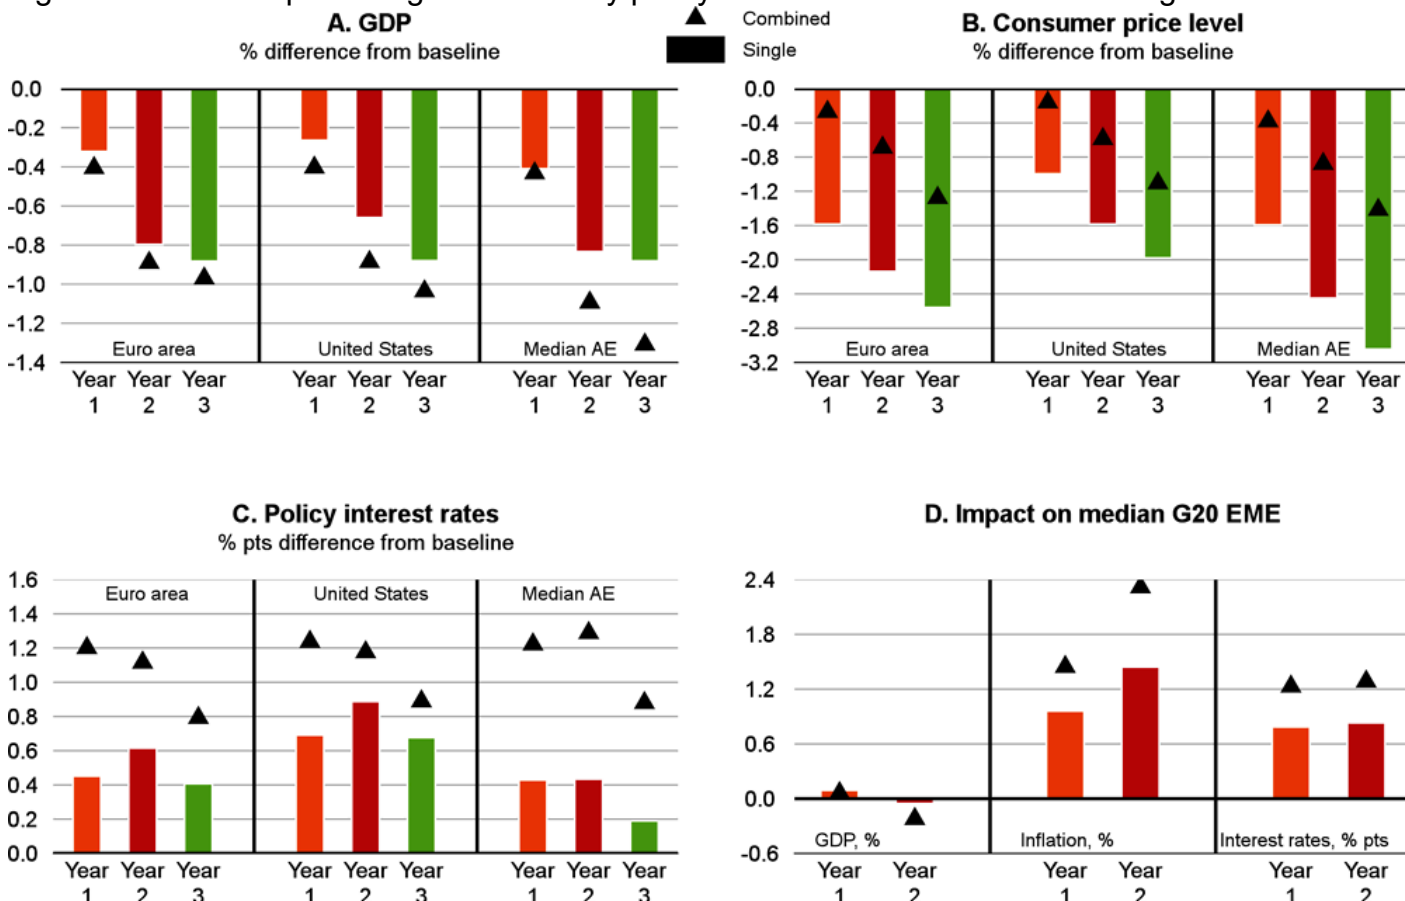 A. GDP
% difference from baseline
Combined
Single
B. Consumer price level
% difference from baseline
0.0
-0.2
-0.4
-0.6
-0.8
-1.0
-1.2
-1.4
Euro area
United States
Median AE
Year 1
Year 2
Year 3
Year 1
Year 2
Year 3
Year 1
Year 2
Year 3
0.0
-0.4
-0.8
-1.2
-1.6
-2.0
-2.4
-2.8
-3.2
Euro area
United States
Median AE
Year 1
Year 2
Year 3
Year 1
Year 2
Year 3
Year 1
Year 2
Year 3
C. Policy interest rates
% pts difference from baseline
1.6
1.4
1.2
1.0
0.8
0.6
0.4
0.2
0.0
Euro area
United States
Median AE
Year 1
Year 2
Year 3
Year 1
Year 2
Year 3
Year 1
Year 2
Year 3
D. Impact on median G20 EME
2.4
1.8
1.2
0.6
0.0
-0.6
GDP, %
Inflation, %
Interest rates, % pts
Year 1
Year 2
Year 1
Year 2
Year 1
Year 2